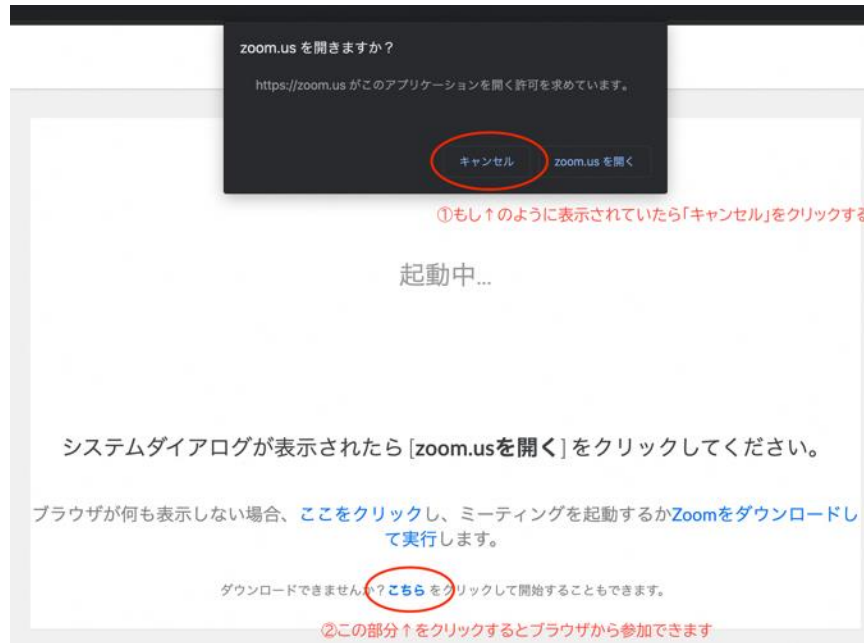 zoom.us を開きますか？
https://zoom.us がこのアプリケーションを開く許可を求めています。
キャンセル
zoom.us を開く
①もし↑のように表示されていたら「キャンセル」をクリックする
起動中...
システムダイアログが表示されたら [zoom.usを開く] をクリックしてください。
ブラウザが何も表示しない場合、ここをクリックし、ミーティングを起動するかZoomをダウンロードし
て実行します。
ダウンロードできませんか？こちら をクリックして開始することもできます。
②この部分↑をクリックするとブラウザから参加できます